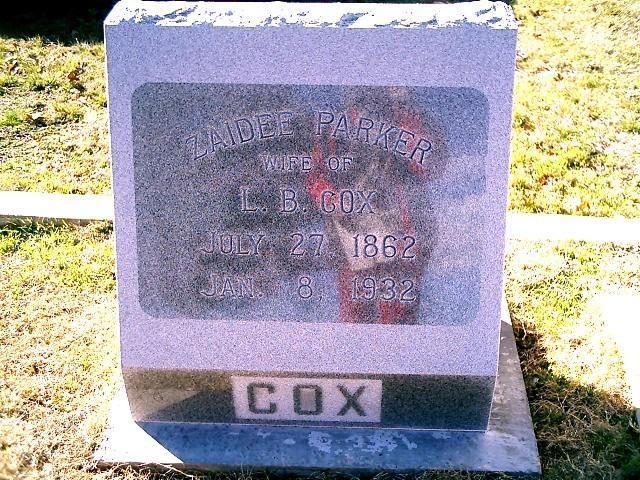 ZAIDEE PARKER
WIFE OF
L. B. COX
JULY 27, 1862
JAN. 8, 1932
COX